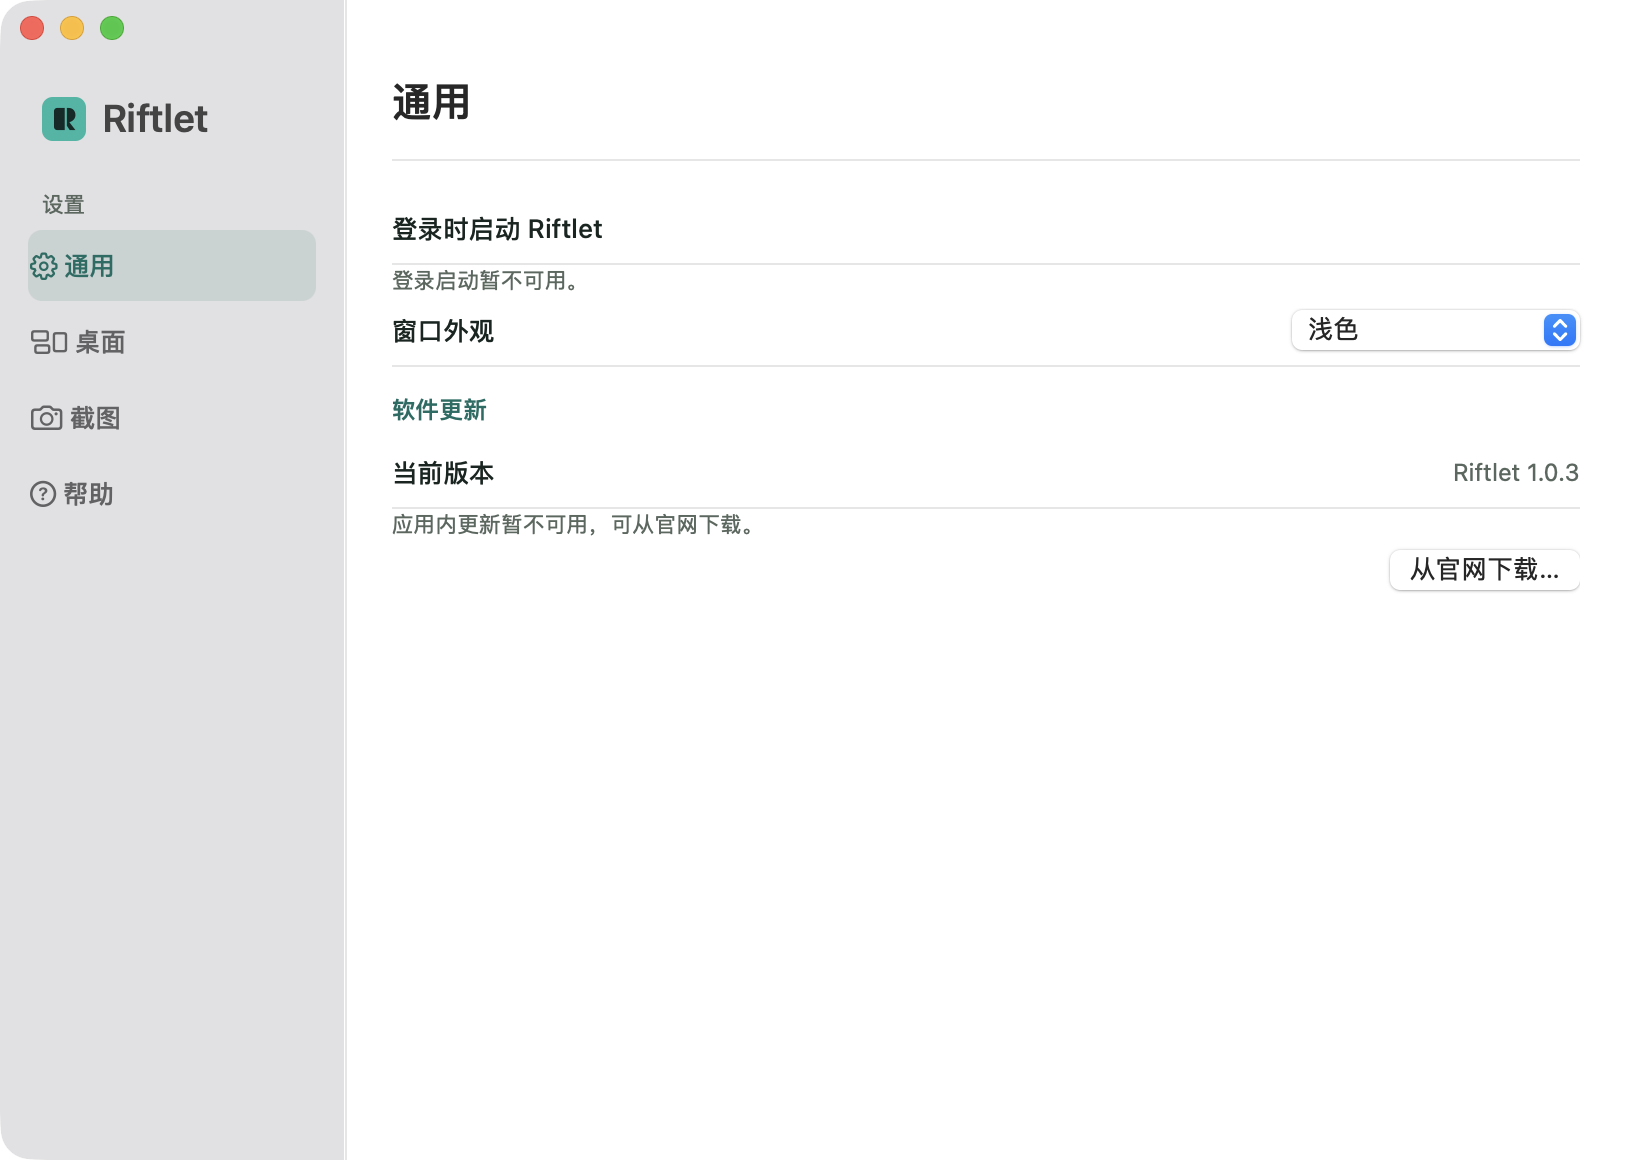 Riftlet
设置
通用
桌面
截图
帮助
通用
登录时启动 Riftlet
登录启动暂不可用。
窗口外观
浅色
软件更新
当前版本
Riftlet 1.0.3
应用内更新暂不可用，可从官网下载。
从官网下载...